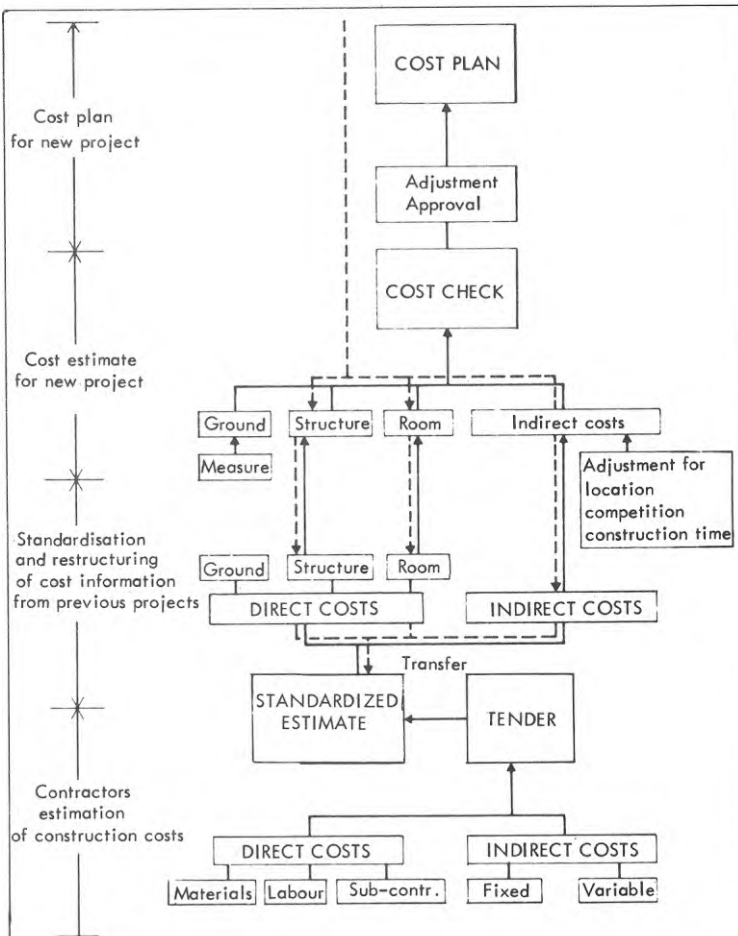 COST PLAN
Cost plan
for new project
Adjustment
Approval
COST CHECK
Cost estimate
for new project
Ground
Structure
Room
Indirect costs
Measure
Adjustment for
location
competition
construction time
Standardisation
and restructuring
of cost information
from previous projects
Ground
Structure
Room
DIRECT COSTS
INDIRECT COSTS
Transfer
STANDARDIZED
ESTIMATE
TENDER
Contractors
estimation
of construction costs
DIRECT COSTS
INDIRECT COSTS
Materials
Labour
Sub-contr.
Fixed
Variable